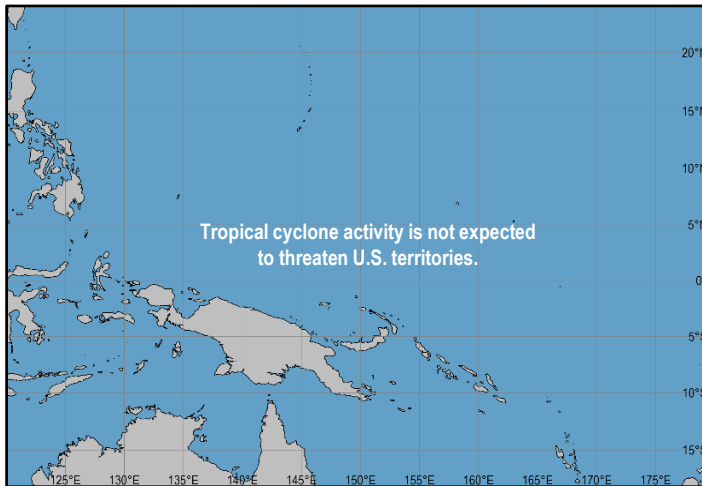 20°N
15°N
10°N
5°N
Tropical cyclone activity is not expected
to threaten U.S. territories.
0°
5°S
10°S
15°S
125°E 130°E 135°E 140°E 145°E 150°E 155°E 160°E 165°E 170°E 175°E